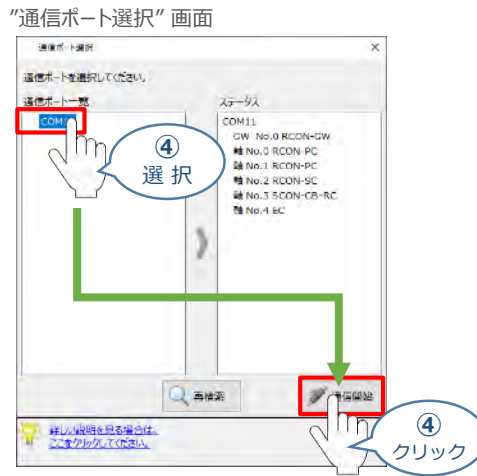 ”通信ポート選択” 画面
通信ポート選択
通信ポートを選択してください。
通信ポート一覧
ステータス
COM11
GW No.0 RCON-GW
軸 No.0 RCON-PC
軸 No.1 RCON-PC
軸 No.2 RCON-SC
軸 No.3 SCON-CB-RC
軸 No.4 EC
④
選 択
再検索
通信開始
詳しい説明を見る場合は、
ここをクリックしてください。
④
クリック